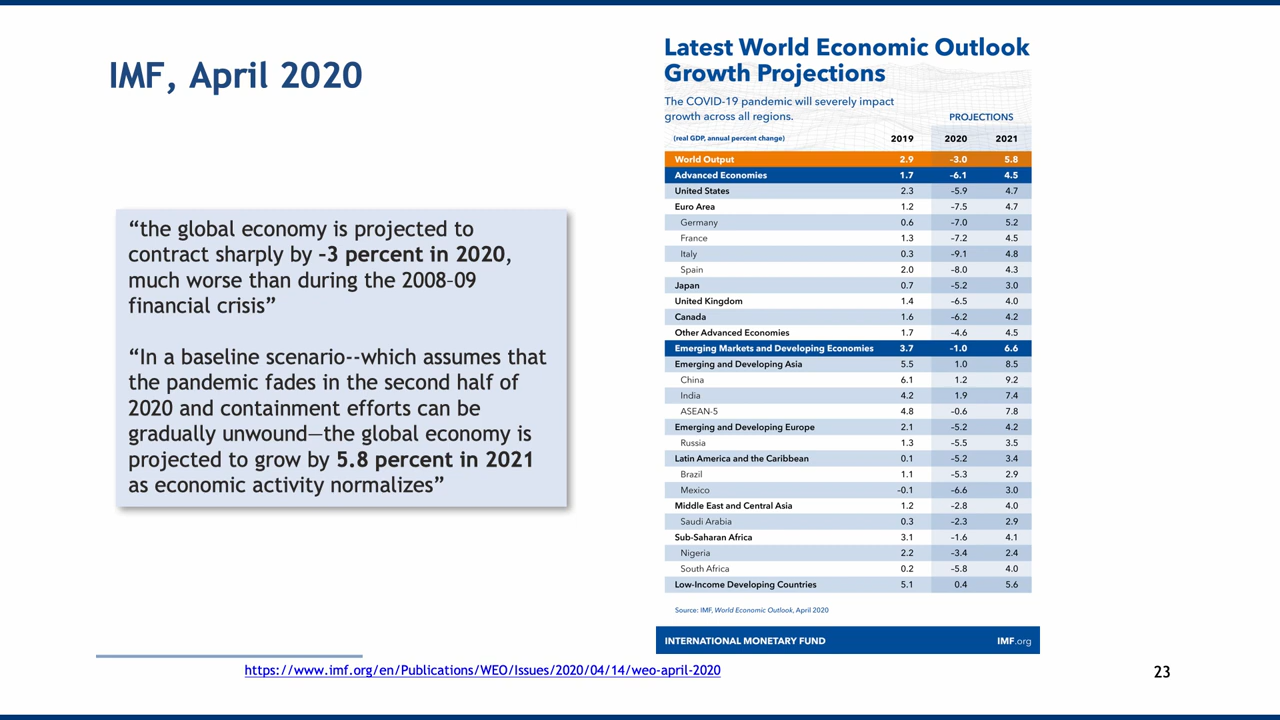 IMF, April 2020
“the global economy is projected to
contract sharply by –3 percent in 2020,
much worse than during the 2008–09
financial crisis”
“In a baseline scenario--which assumes that
the pandemic fades in the second half of
2020 and containment efforts can be
gradually unwound—the global economy is
projected to grow by 5.8 percent in 2021
as economic activity normalizes”
Latest World Economic Outlook
Growth Projections
The COVID-19 pandemic will severely impact
growth across all regions.
PROJECTIONS
(real GDP, annual percent change) 2019 2020 2021
World Output 2.9 –3.0 5.8
Advanced Economies 1.7 –6.1 4.5
United States 2.3 –5.9 4.7
Euro Area 1.2 –7.5 4.7
Germany 0.6 –7.0 5.2
France 1.3 –7.2 4.5
Italy 0.3 –9.1 4.8
Spain 2.0 –8.0 4.3
Japan 0.7 –5.2 3.0
United Kingdom 1.4 –6.5 4.0
Canada 1.6 –6.2 4.2
Other Advanced Economies 1.7 –4.6 4.5
Emerging Markets and Developing Economies 3.7 –1.0 6.6
Emerging and Developing Asia 5.5 1.0 8.5
China 6.1 1.2 9.2
India 4.2 1.9 7.4
ASEAN-5 4.8 –0.6 7.8
Emerging and Developing Europe 2.1 –5.2 4.2
Russia 1.3 –5.5 3.5
Latin America and the Caribbean 0.1 –5.2 3.4
Brazil 1.1 –5.3 2.9
Mexico –0.1 –6.6 3.0
Middle East and Central Asia 1.2 –2.8 4.0
Saudi Arabia 0.3 –2.3 2.9
Sub-Saharan Africa 3.1 –1.6 4.1
Nigeria 2.2 –3.4 2.4
South Africa 0.2 –5.8 4.0
Low-Income Developing Countries 5.1 0.4 5.6
Source: IMF, World Economic Outlook, April 2020
INTERNATIONAL MONETARY FUND IMF.org
https://www.imf.org/en/Publications/WEO/Issues/2020/04/14/weo-april-2020
23